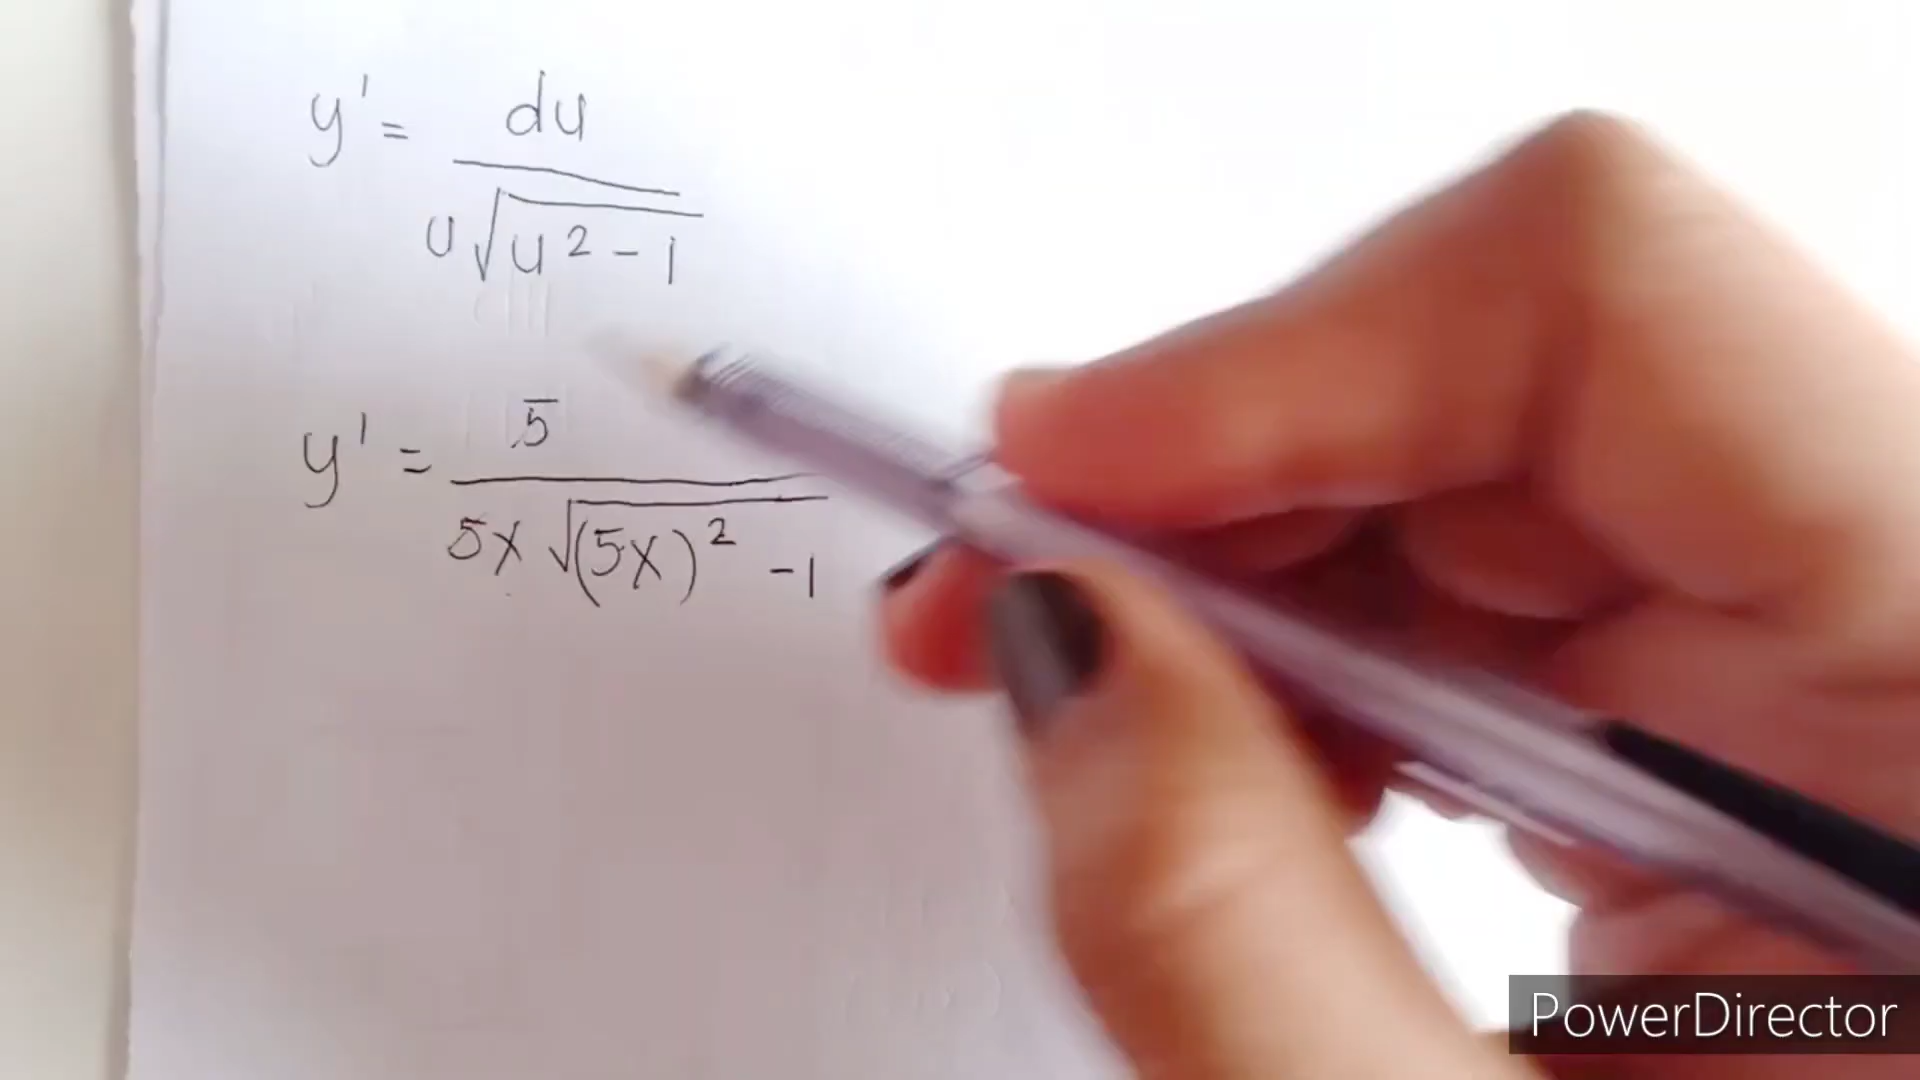 y' = du
u√u² - 1
y' = 5
5x √(5x)² - 1
PowerDirector